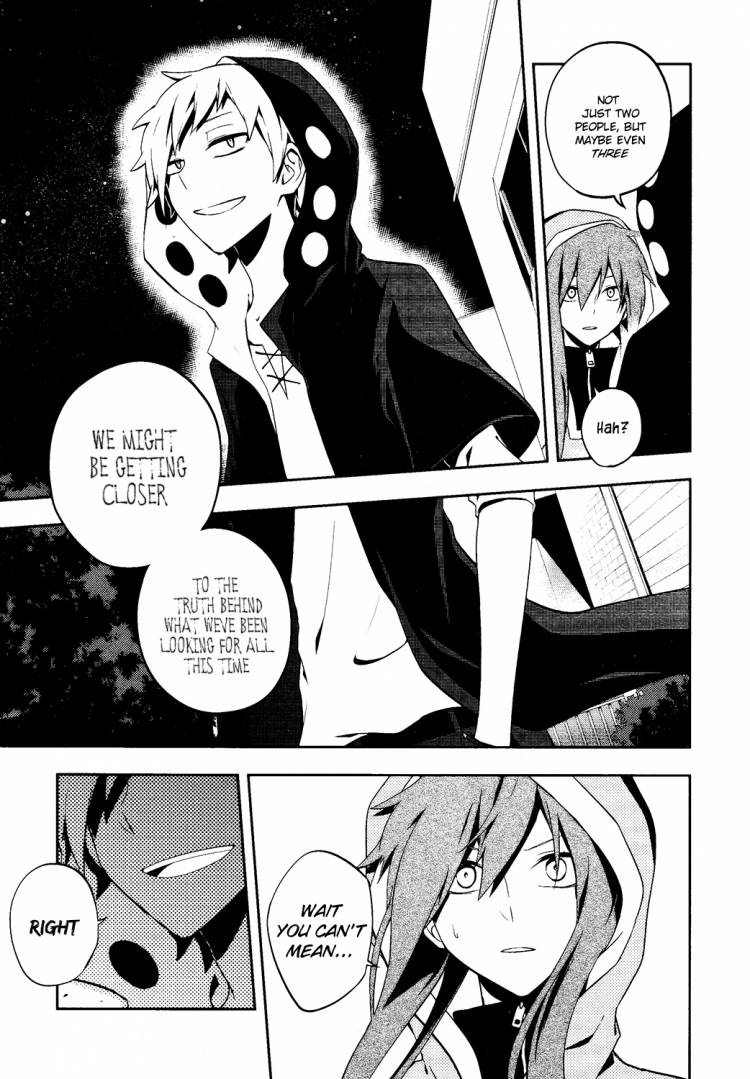 NOT
JUST TWO
PEOPLE, BUT
MAYBE EVEN
THREE
Hah?
WE MIGHT
BE GETTING
CLOSER
TO THE
TRUTH BEHIND
WHAT WE'VE BEEN
LOOKING FOR ALL
THIS TIME
WAIT
YOU CAN'T
MEAN...
RIGHT